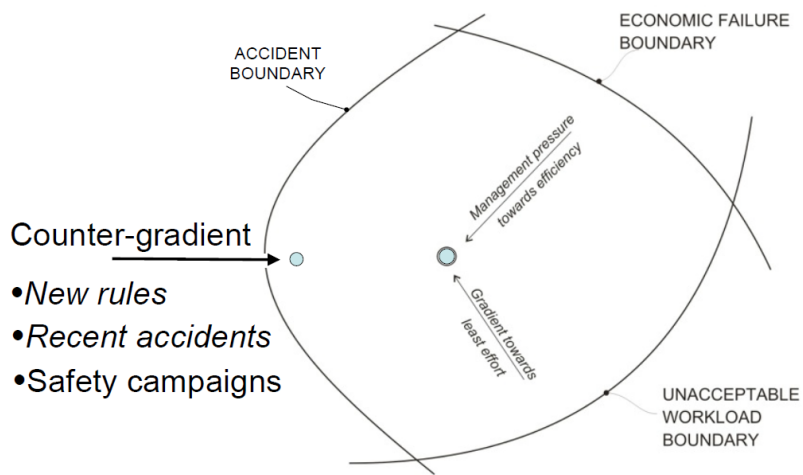 ECONOMIC FAILURE
BOUNDARY
ACCIDENT
BOUNDARY
Management pressure
towards efficiency
Counter-gradient
•New rules
•Recent accidents
•Safety campaigns
Gradient towards
least effort
UNACCEPTABLE
WORKLOAD
BOUNDARY